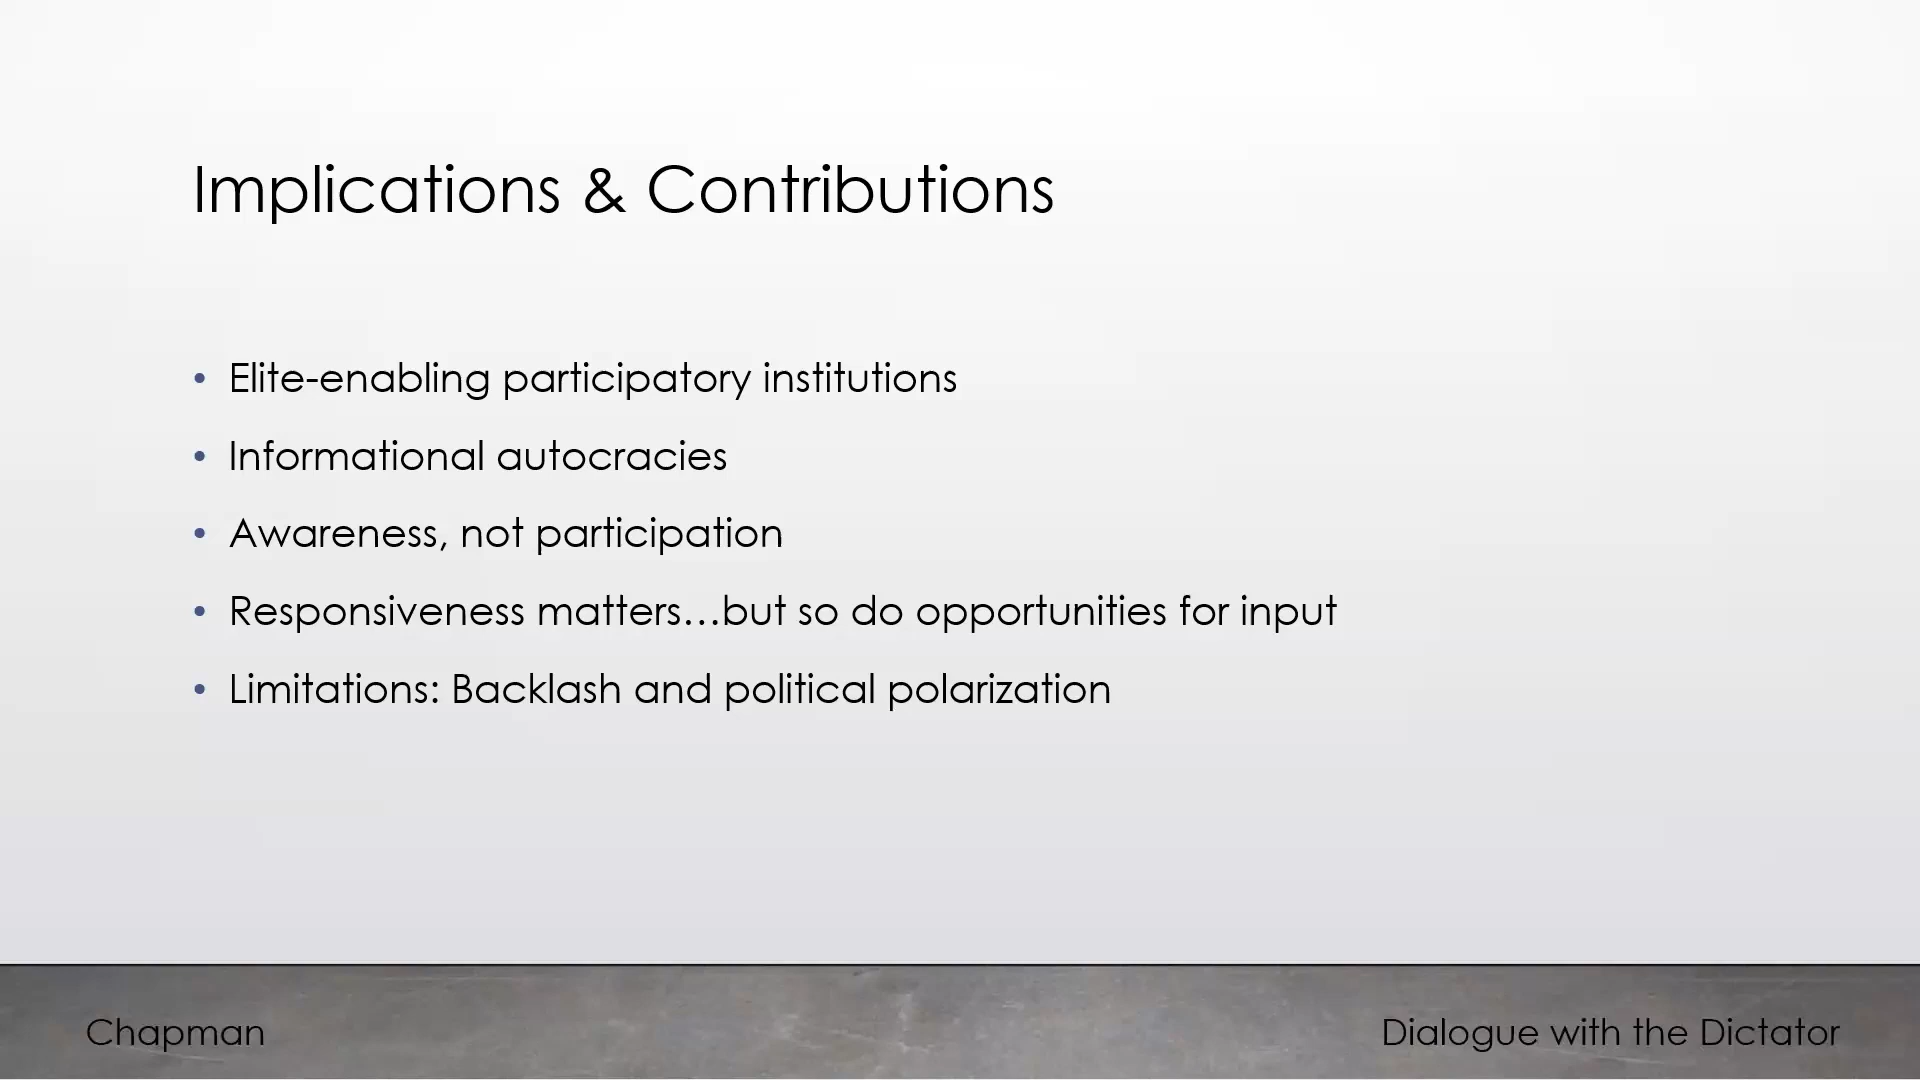 Implications & Contributions
• Elite-enabling participatory institutions
• Informational autocracies
• Awareness, not participation
• Responsiveness matters…but so do opportunities for input
• Limitations: Backlash and political polarization
Chapman
Dialogue with the Dictator